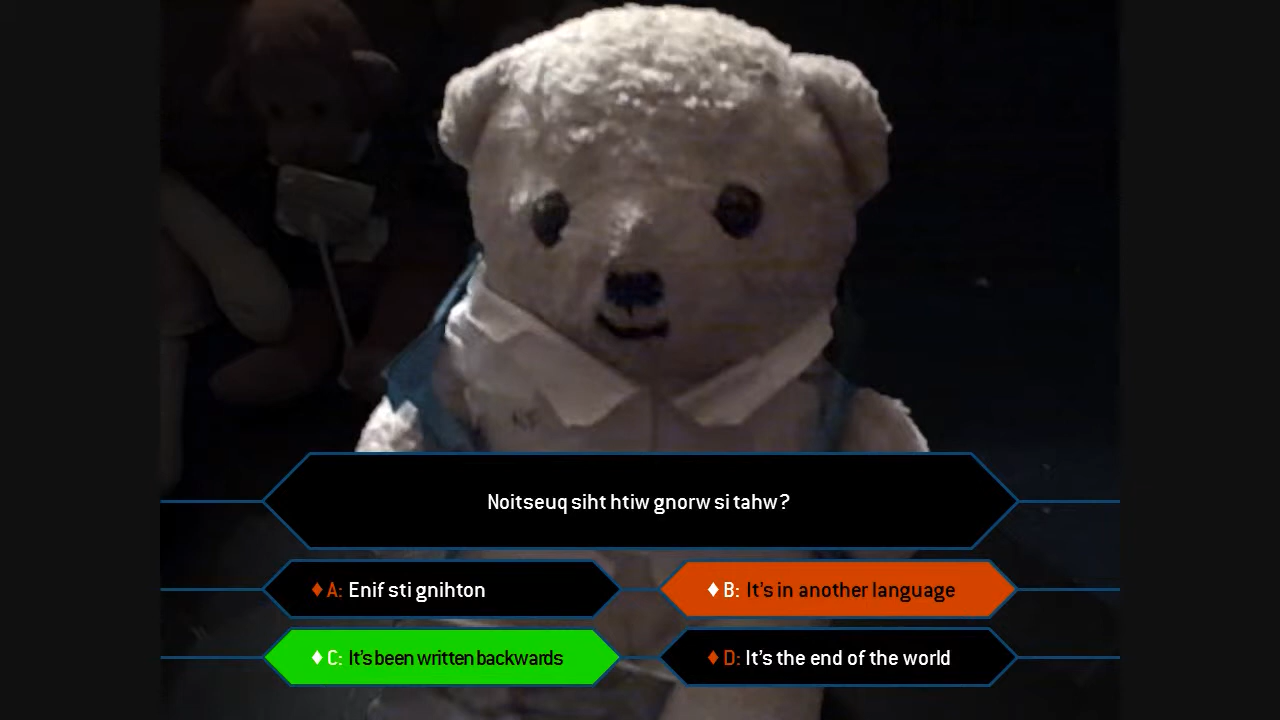 Noitseuq siht htiw gnorw si tahw?
A: Enif sti gnihton
B: It's in another language
C: It's been written backwards
D: It's the end of the world